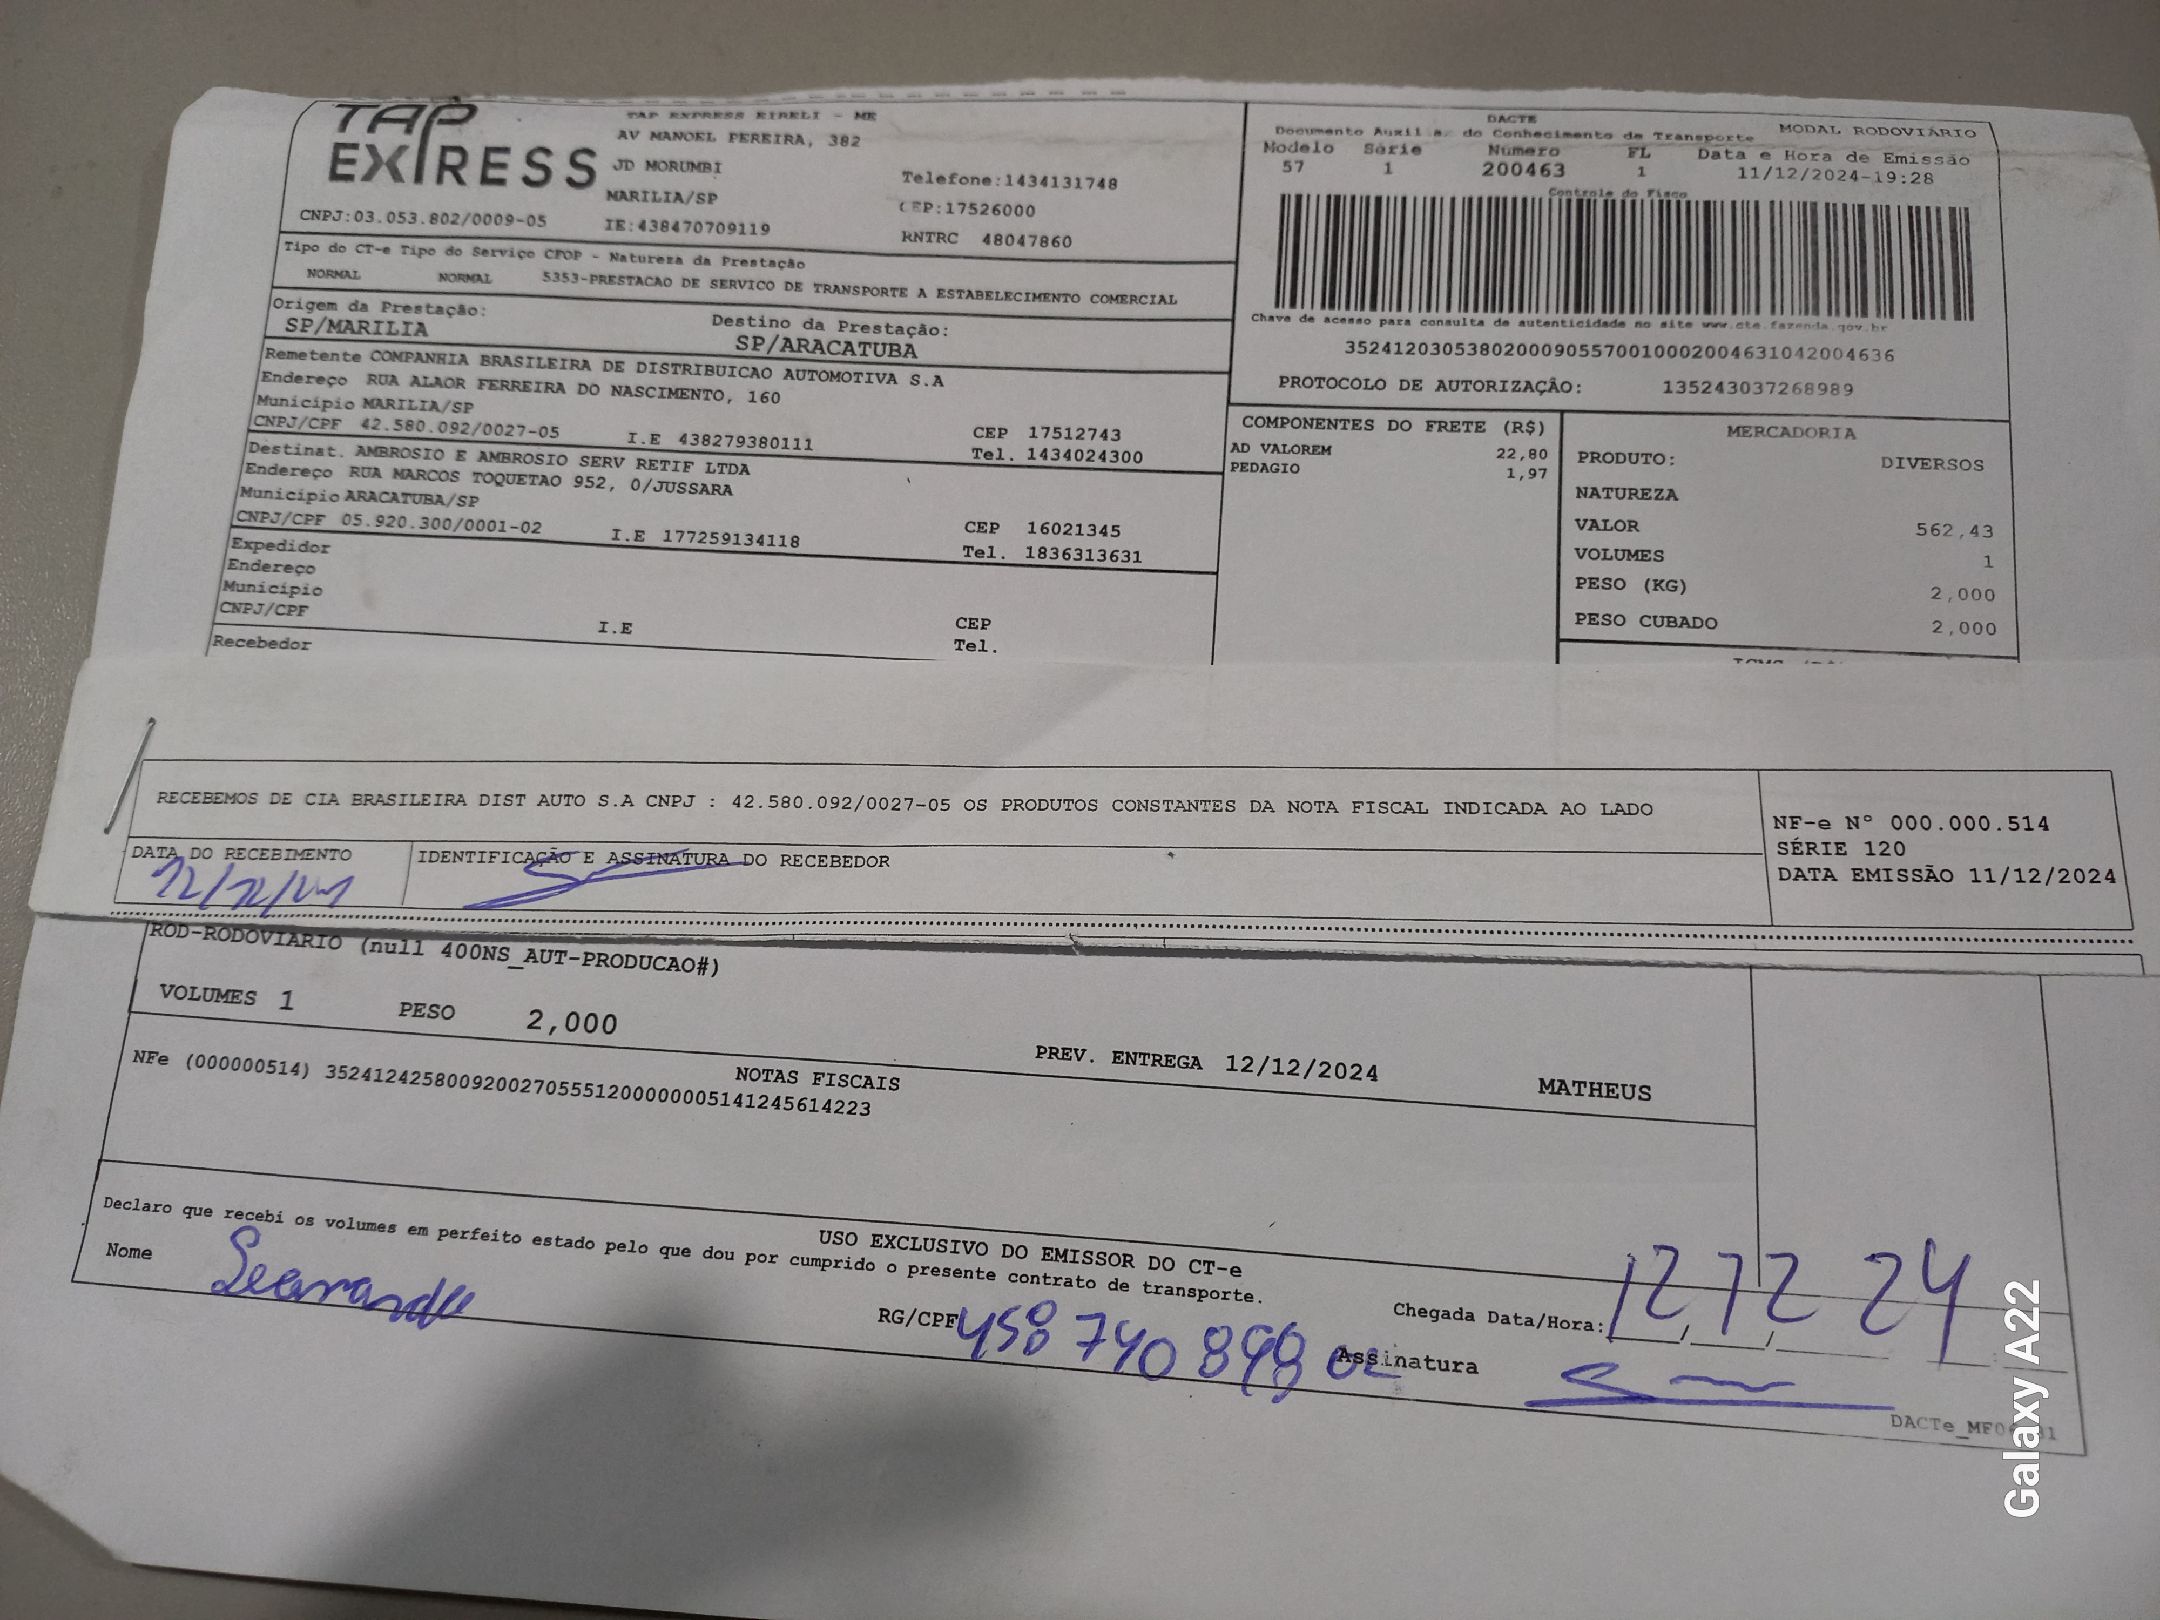 TAP EXPRESS
TAP EXPRESS EIRELI - ME
AV MANOEL PEREIRA, 382
JD MORUMBI
Telefone:1434131748
MARILIA/SP
CEP:17526000
CNPJ:03.053.802/0009-05
IE:438470709119
RNTRC 48047860
Tipo do CT-e Tipo do Serviço CFOP - Natureza da Prestação
NORMAL NORMAL 5353-PRESTACAO DE SERVICO DE TRANSPORTE A ESTABELECIMENTO COMERCIAL
Origem da Prestação: Destino da Prestação:
SP/MARILIA SP/ARACATUBA
Remetente COMPANHIA BRASILEIRA DE DISTRIBUICAO AUTOMOTIVA S.A
Endereço RUA ALAOR FERREIRA DO NASCIMENTO, 160
Município MARILIA/SP CEP 17512743
CNPJ/CPF 42.580.092/0027-05 I.E 438279380111 Tel. 1434024300
Destinat. AMBROSIO E AMBROSIO SERV RETIF LTDA
Endereço RUA MARCOS TOQUETAO 952, 0/JUSSARA
Município ARACATUBA/SP CEP 16021345
CNPJ/CPF 05.920.300/0001-02 I.E 177259134118 Tel. 1836313631
Expedidor
Endereço
Município CEP
CNPJ/CPF I.E Tel.
Recebedor
DACTE
Documento Auxil a. do Conhecimento de Transporte MODAL RODOVIÁRIO
Modelo Série Número FL Data e Hora de Emissão
57 1 200463 1 11/12/2024-19:28
Controle do Fisco
Chave de acesso para consulta de autenticidade no site www.cte.fazenda.gov.br
35241203053802000905570010002004631042004636
PROTOCOLO DE AUTORIZAÇÃO: 135243037268989
COMPONENTES DO FRETE (R$)
AD VALOREM 22,80
PEDAGIO 1,97
MERCADORIA
PRODUTO: DIVERSOS
NATUREZA
VALOR 562,43
VOLUMES 1
PESO (KG) 2,000
PESO CUBADO 2,000
RECEBEMOS DE CIA BRASILEIRA DIST AUTO S.A CNPJ : 42.580.092/0027-05 OS PRODUTOS CONSTANTES DA NOTA FISCAL INDICADA AO LADO
NF-e Nº 000.000.514
SÉRIE 120
DATA EMISSÃO 11/12/2024
DATA DO RECEBIMENTO IDENTIFICAÇÃO E ASSINATURA DO RECEBEDOR
ROD-RODOVIARIO (null 400NS_AUT-PRODUCAO#)
VOLUMES 1 PESO 2,000 PREV. ENTREGA 12/12/2024 MATHEUS
NOTAS FISCAIS
NFe (000000514) 35241242580092002705551200000005141245614223
USO EXCLUSIVO DO EMISSOR DO CT-e
Declaro que recebi os volumes em perfeito estado pelo que dou por cumprido o presente contrato de transporte.
Nome RG/CPF Chegada Data/Hora: 12 12 24
Assinatura
Galaxy A22